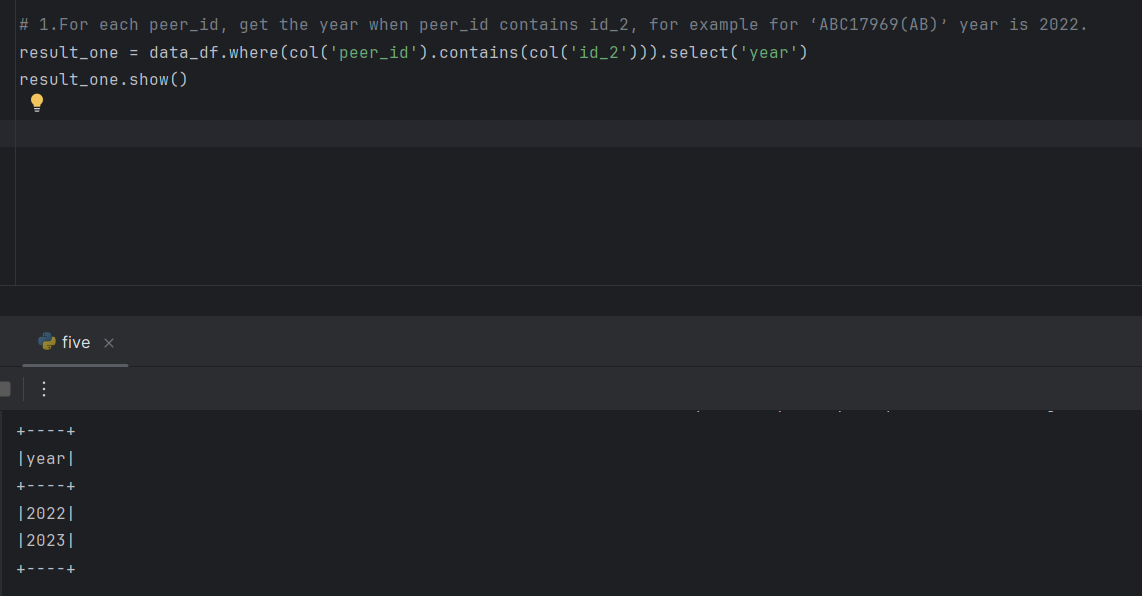 # 1.For each peer_id, get the year when peer_id contains id_2, for example for ‘ABC17969(AB)’ year is 2022.
result_one = data_df.where(col('peer_id').contains(col('id_2'))).select('year')
result_one.show()
five
+----+
|year|
+----+
|2022|
|2023|
+----+